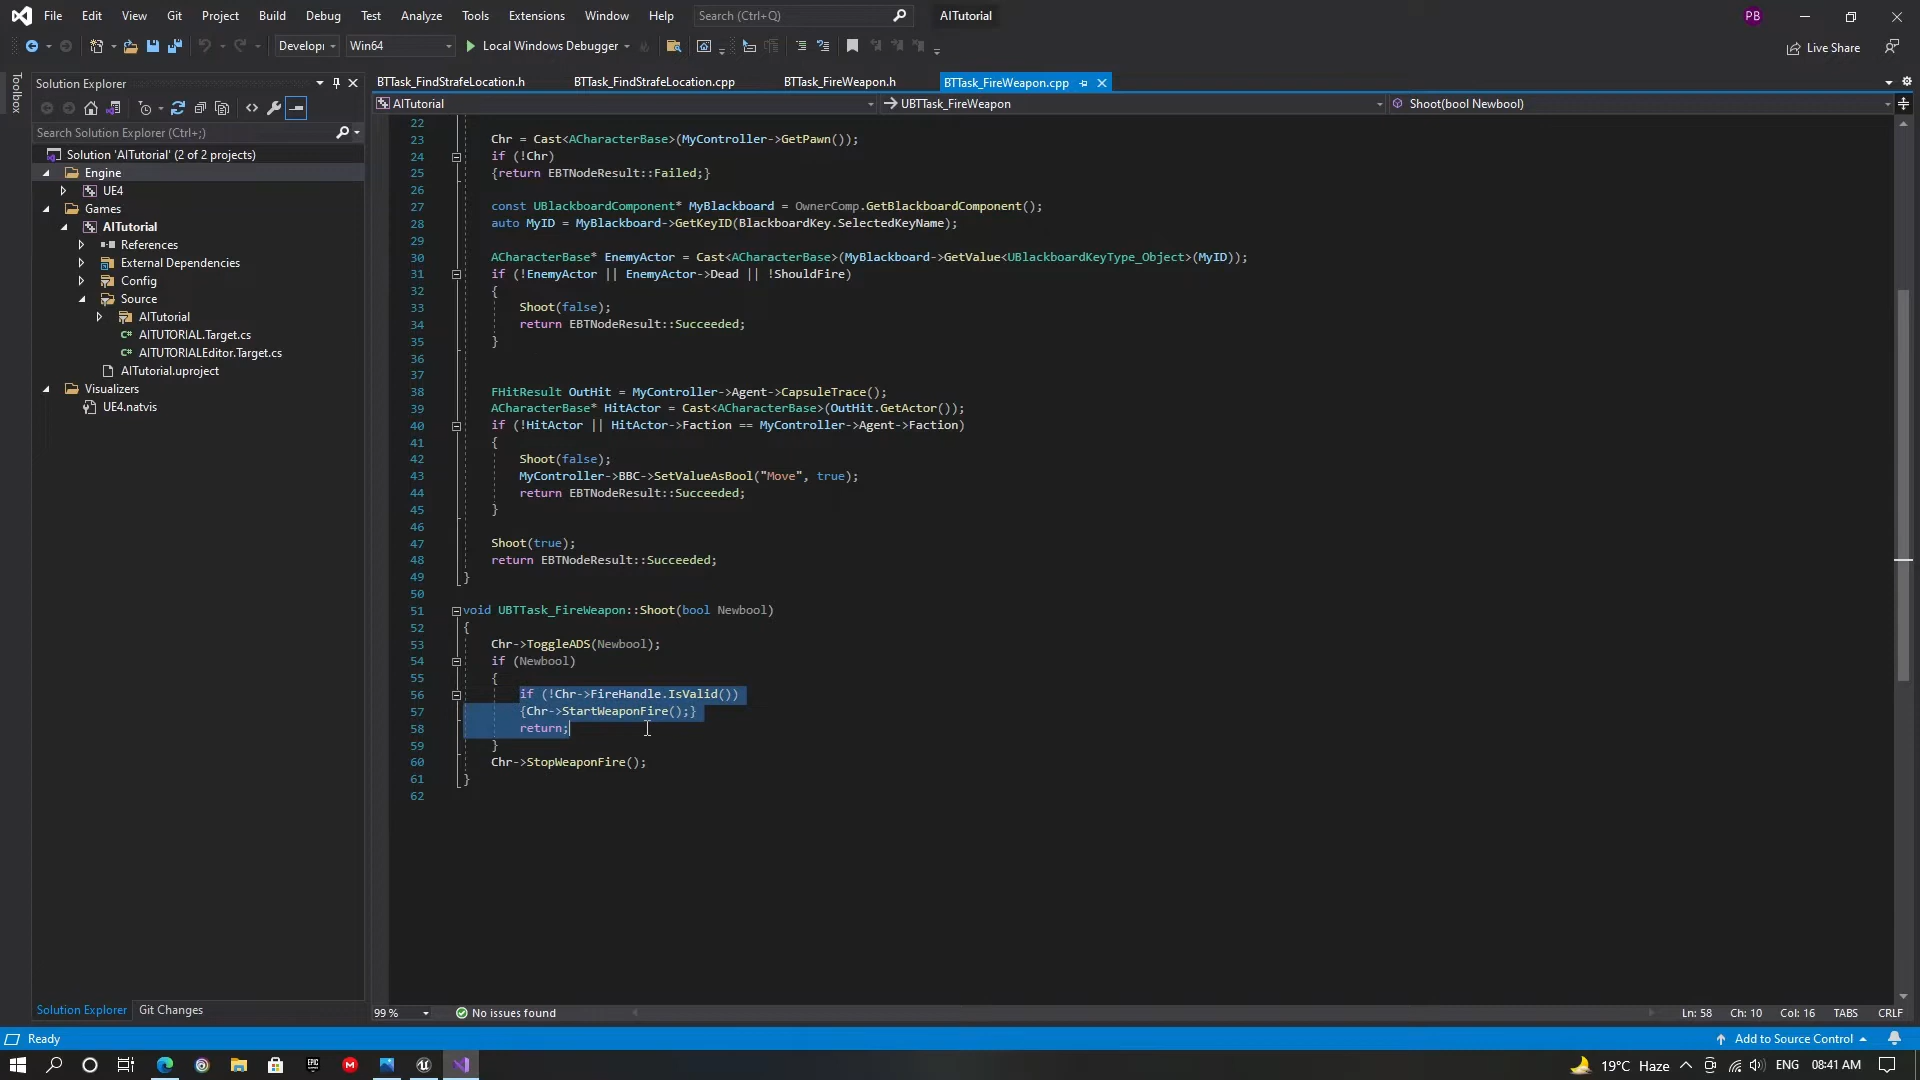 File Edit View Git Project Build Debug Test Analyze Tools Extensions Window Help Search (Ctrl+Q) AITutorial PB
Develop Win64 Local Windows Debugger Live Share
Toolbox
Solution Explorer
Search Solution Explorer (Ctrl+;)
Solution 'AITutorial' (2 of 2 projects)
Engine
UE4
Games
AITutorial
References
External Dependencies
Config
Source
AITutorial
C# AITUTORIAL.Target.cs
C# AITUTORIALEditor.Target.cs
AITutorial.uproject
Visualizers
UE4.natvis
Solution Explorer Git Changes
BTTask_FindStrafeLocation.h BTTask_FindStrafeLocation.cpp BTTask_FireWeapon.h BTTask_FireWeapon.cpp
AITutorial UBTTask_FireWeapon Shoot(bool Newbool)
22
23 Chr = Cast<ACharacterBase>(MyController->GetPawn());
24 if (!Chr)
25 {return EBTNodeResult::Failed;}
26
27 const UBlackboardComponent* MyBlackboard = OwnerComp.GetBlackboardComponent();
28 auto MyID = MyBlackboard->GetKeyID(BlackboardKey.SelectedKeyName);
29
30 ACharacterBase* EnemyActor = Cast<ACharacterBase>(MyBlackboard->GetValue<UBlackboardKeyType_Object>(MyID));
31 if (!EnemyActor || EnemyActor->Dead || !ShouldFire)
32 {
33 Shoot(false);
34 return EBTNodeResult::Succeeded;
35 }
36
37
38 FHitResult OutHit = MyController->Agent->CapsuleTrace();
39 ACharacterBase* HitActor = Cast<ACharacterBase>(OutHit.GetActor());
40 if (!HitActor || HitActor->Faction == MyController->Agent->Faction)
41 {
42 Shoot(false);
43 MyController->BBC->SetValueAsBool("Move", true);
44 return EBTNodeResult::Succeeded;
45 }
46
47 Shoot(true);
48 return EBTNodeResult::Succeeded;
49 }
50
51 void UBTTask_FireWeapon::Shoot(bool Newbool)
52 {
53 Chr->ToggleADS(Newbool);
54 if (Newbool)
55 {
56 if (!Chr->FireHandle.IsValid())
57 {Chr->StartWeaponFire();}
58 return;
59 }
60 Chr->StopWeaponFire();
61 }
62
99 % No issues found Ln: 58 Ch: 10 Col: 16 TABS CRLF
Ready Add to Source Control
19°C Haze ENG 08:41 AM